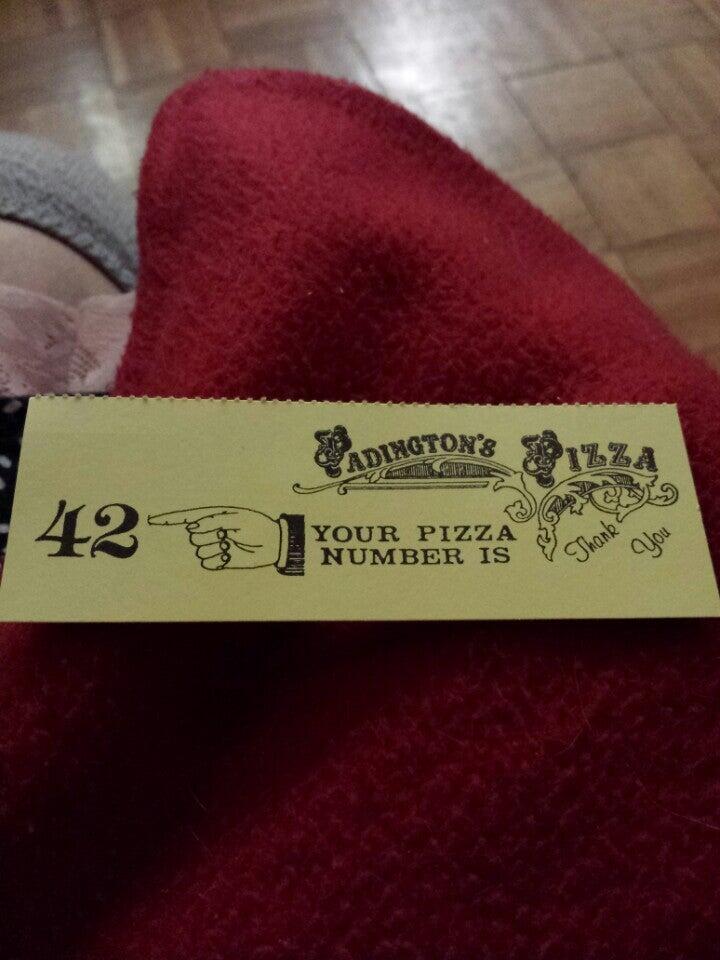 PADINGTON'S PIZZA
Thank You
42 YOUR PIZZA
NUMBER IS